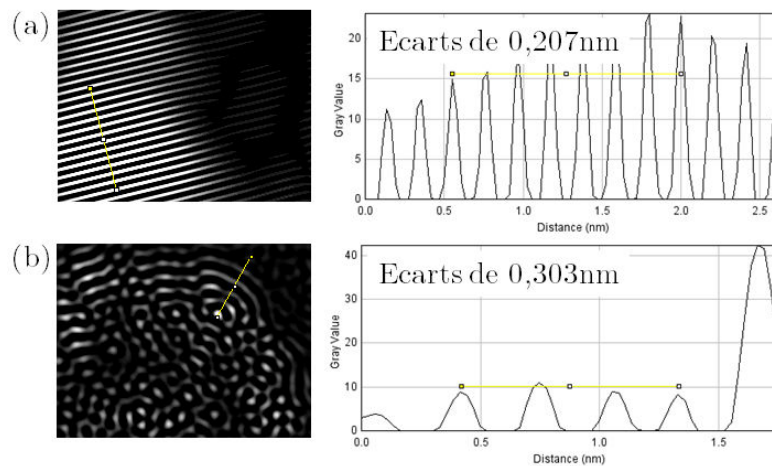 (a)
Ecarts de 0,207nm
Gray Value
20
15
10
5
0
0.0 0.5 1.0 1.5 2.0 2.5
Distance (nm)
(b)
Ecarts de 0,303nm
Gray Value
40
30
20
10
0
0.0 0.5 1.0 1.5
Distance (nm)